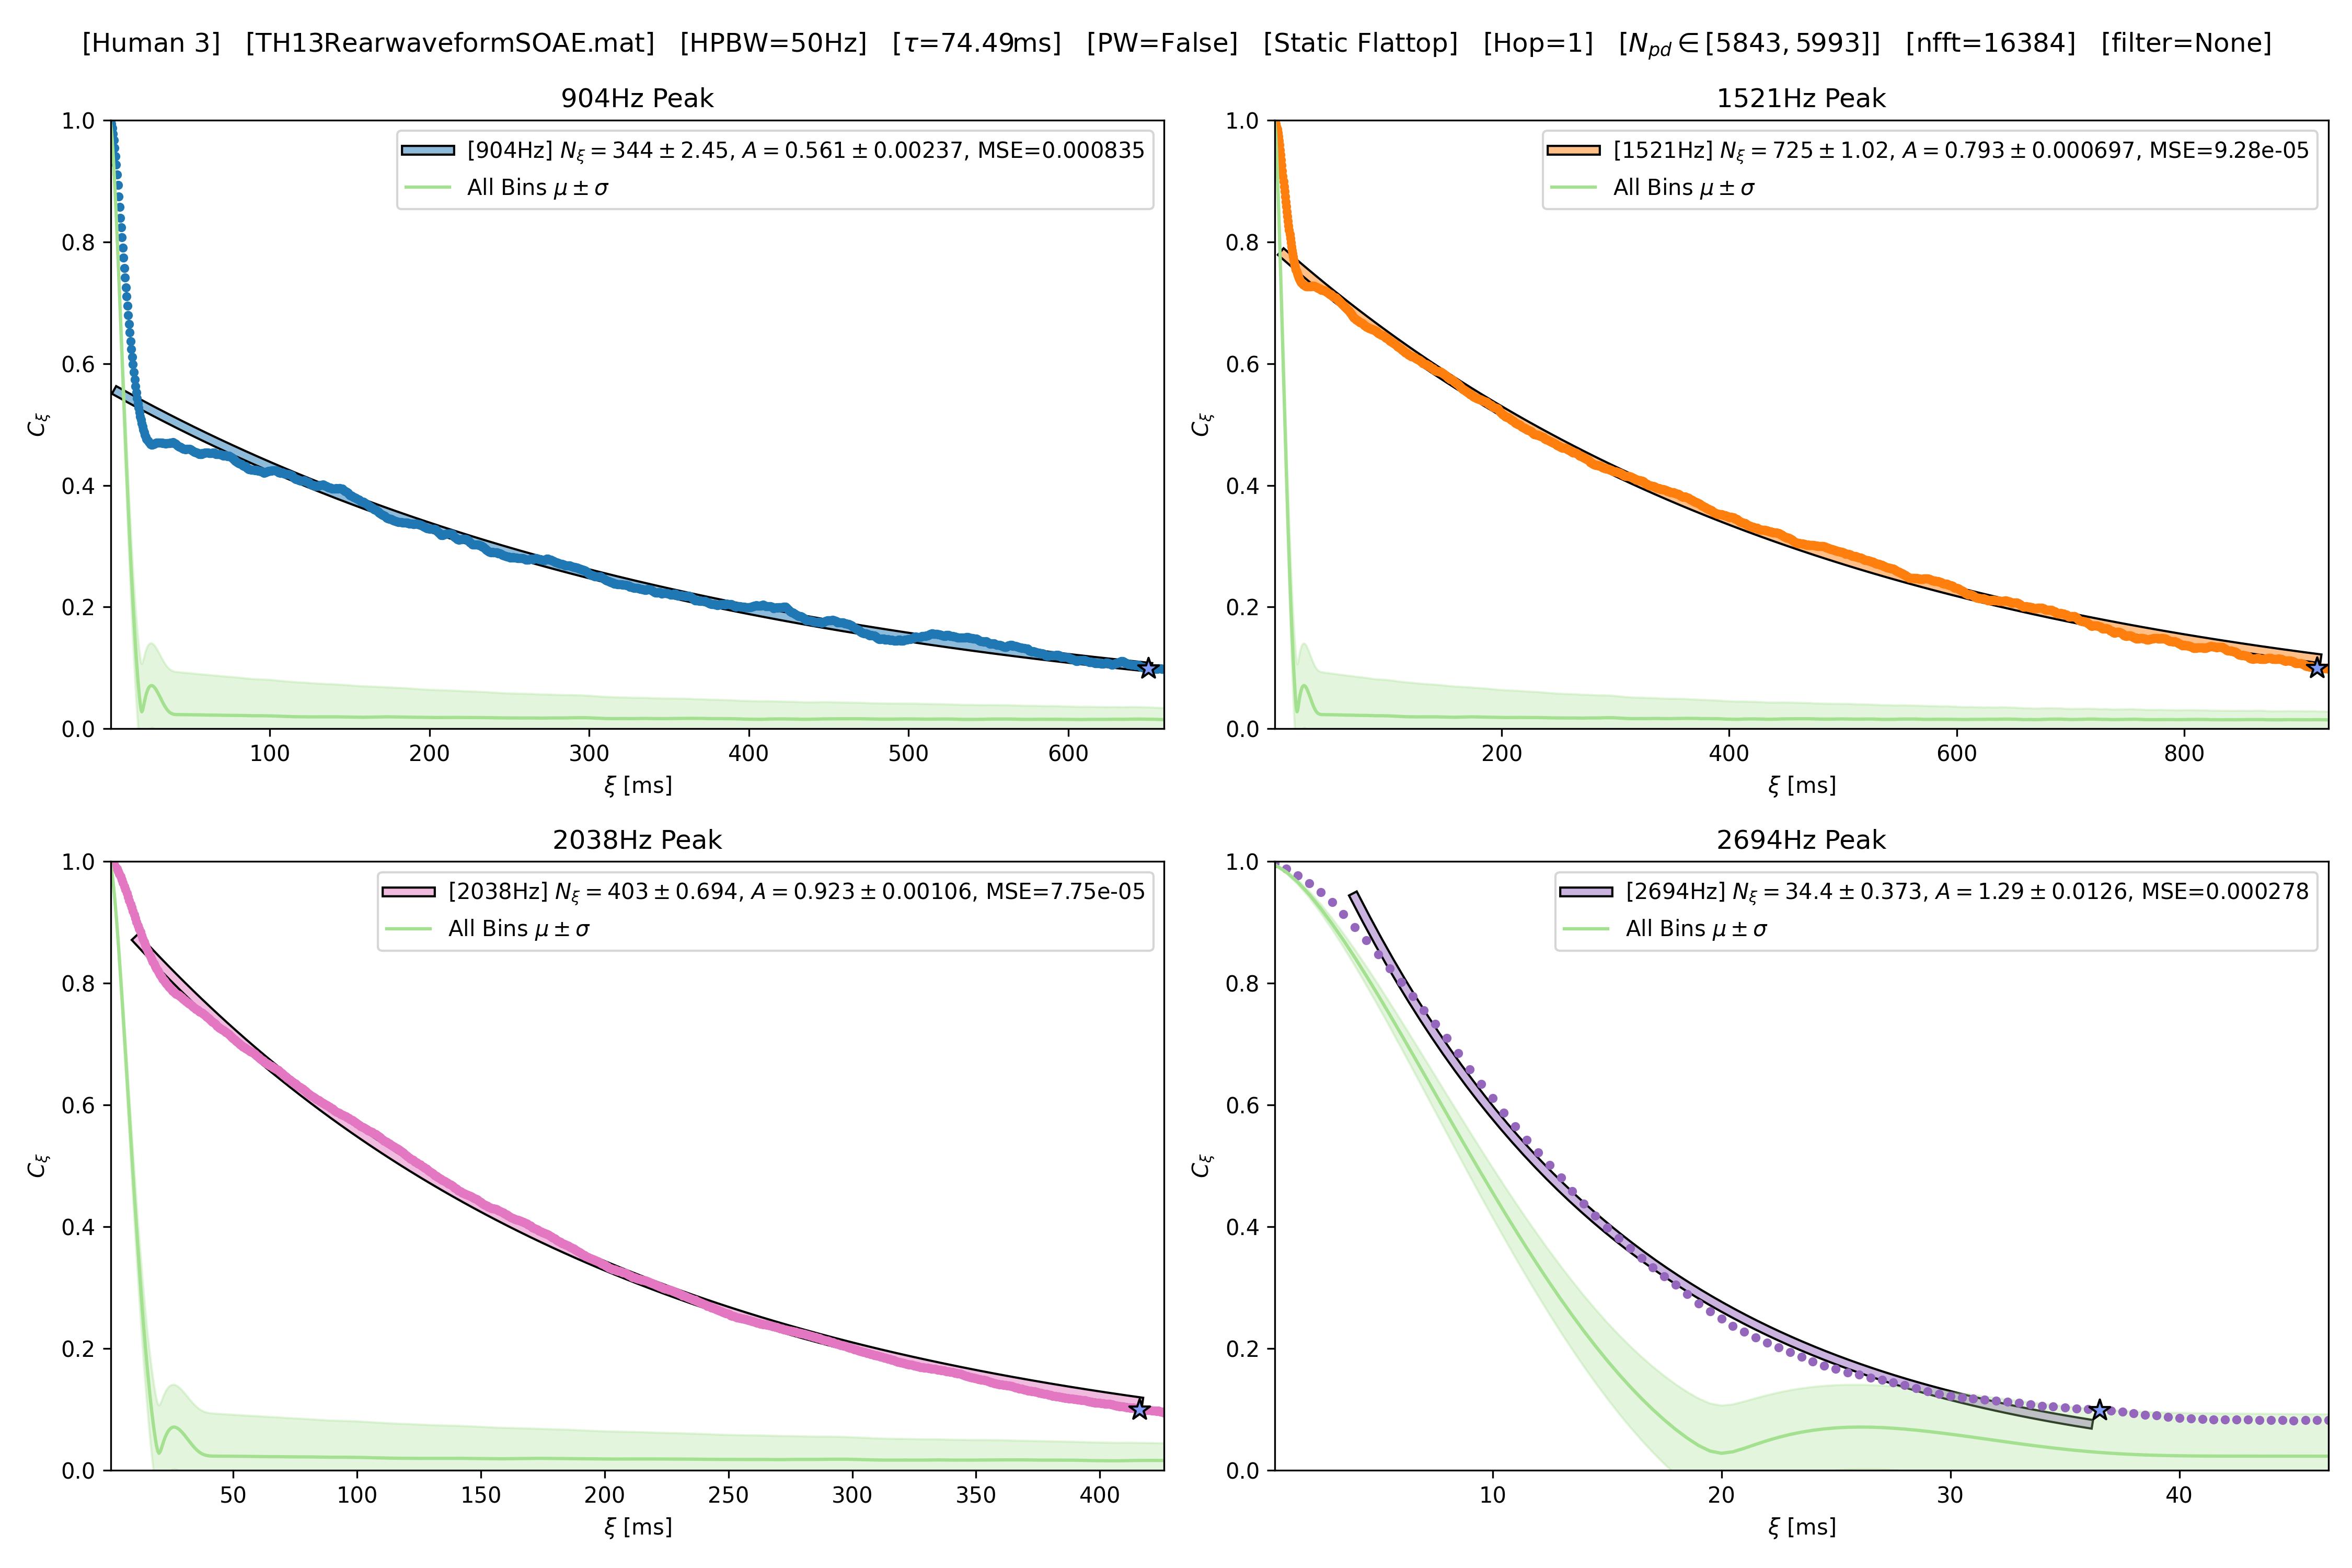 [Human 3] [TH13RearwaveformSOAE.mat] [HPBW=50Hz] [τ=74.49ms] [PW=False] [Static Flattop] [Hop=1] [N_pd ∈ [5843, 5993]] [nfft=16384] [filter=None]
904Hz Peak
1.0
0.8
0.6
0.4
0.2
0.0
C_ξ
[904Hz] N_ξ = 344 ± 2.45, A = 0.561 ± 0.00237, MSE=0.000835
All Bins μ ± σ
100 200 300 400 500 600
ξ [ms]
1521Hz Peak
1.0
0.8
0.6
0.4
0.2
0.0
C_ξ
[1521Hz] N_ξ = 725 ± 1.02, A = 0.793 ± 0.000697, MSE=9.28e-05
All Bins μ ± σ
200 400 600 800
ξ [ms]
2038Hz Peak
1.0
0.8
0.6
0.4
0.2
0.0
C_ξ
[2038Hz] N_ξ = 403 ± 0.694, A = 0.923 ± 0.00106, MSE=7.75e-05
All Bins μ ± σ
50 100 150 200 250 300 350 400
ξ [ms]
2694Hz Peak
1.0
0.8
0.6
0.4
0.2
0.0
C_ξ
[2694Hz] N_ξ = 34.4 ± 0.373, A = 1.29 ± 0.0126, MSE=0.000278
All Bins μ ± σ
10 20 30 40
ξ [ms]